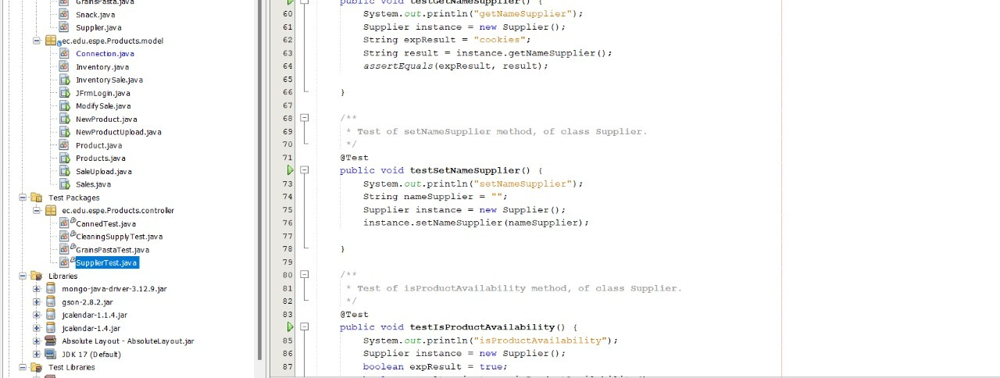 GrainsPasta.java
Snack.java
Supplier.java
ec.edu.espe.Products.model
Connection.java
Inventory.java
InventorySale.java
JFrmLogin.java
ModifySale.java
NewProduct.java
NewProductUpload.java
Product.java
Products.java
SaleUpload.java
Sales.java
Test Packages
ec.edu.espe.Products.controller
CannedTest.java
CleaningSupplyTest.java
GrainsPastaTest.java
SupplierTest.java
Libraries
mongo-java-driver-3.12.9.jar
gson-2.8.2.jar
jcalendar-1.1.4.jar
jcalendar-1.4.jar
Absolute Layout - AbsoluteLayout.jar
JDK 17 (Default)
Test Libraries
public void testGetNameSupplier() {
60 System.out.println("getNameSupplier");
61 Supplier instance = new Supplier();
62 String expResult = "cookies";
63 String result = instance.getNameSupplier();
64 assertEquals(expResult, result);
65
66 }
67
68 /**
69 * Test of setNameSupplier method, of class Supplier.
70 */
71 @Test
public void testSetNameSupplier() {
73 System.out.println("setNameSupplier");
74 String nameSupplier = "";
75 Supplier instance = new Supplier();
76 instance.setNameSupplier(nameSupplier);
77
78 }
79
80 /**
81 * Test of isProductAvailability method, of class Supplier.
82 */
83 @Test
public void testIsProductAvailability() {
85 System.out.println("isProductAvailability");
86 Supplier instance = new Supplier();
87 boolean expResult = true;